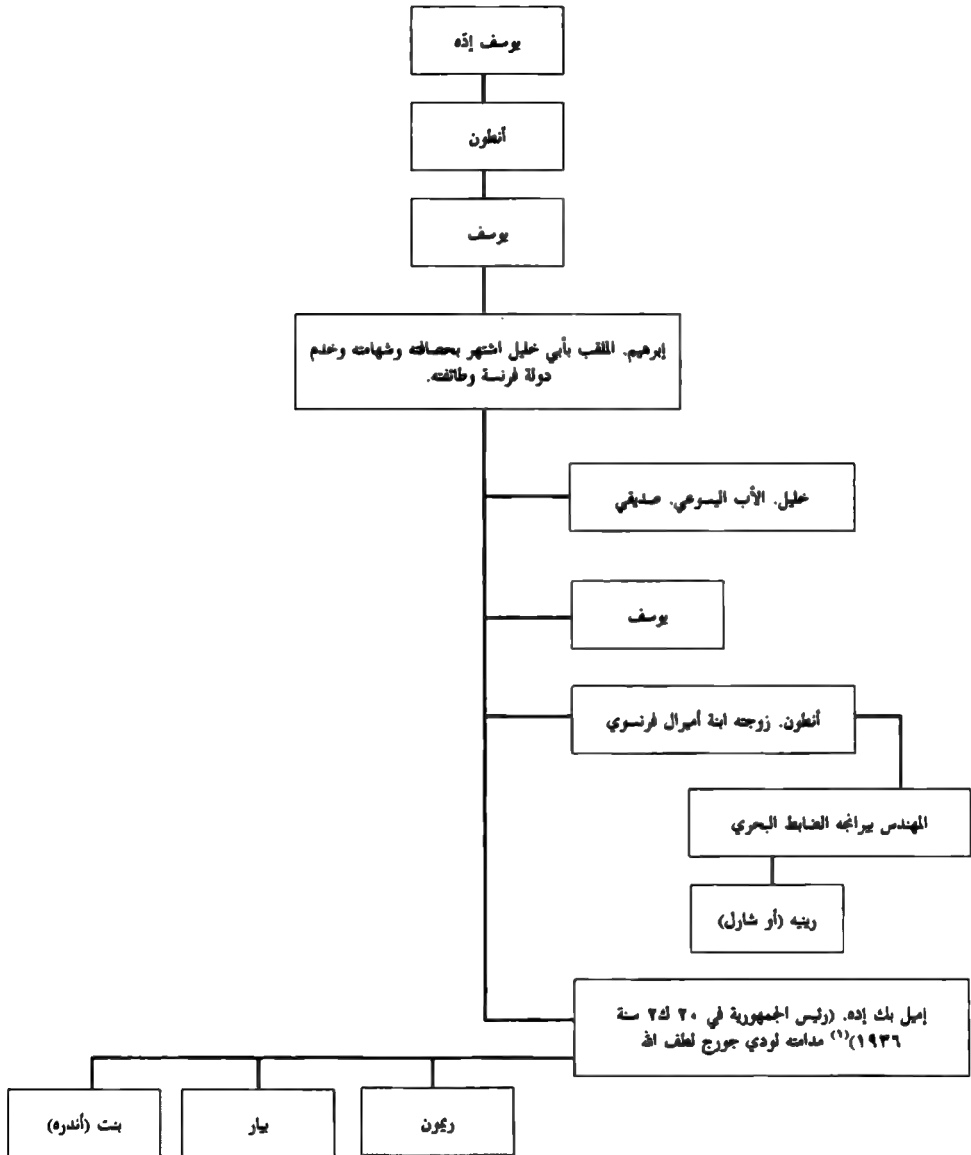 يوسف إدّه
أنطون
يوسف
إبرهيم. الملقب بأبي خليل اشتهر بحصافته وشهامته وخدم
دولة فرنسة وطائفته.
خليل. الأب اليسوعي. صديقي
يوسف
أنطون. زوجته ابنة أميرال فرنسوي
المهندس بيرانجه الضابط البحري
رينيه (أو شارل)
إميل بك إده. (رئيس الجمهورية في ٢٠ ك٢ سنة
١٩٣٦)(١) مدامته لودي جورج لطف الله
ريمون
بيار
بنت (أندره)